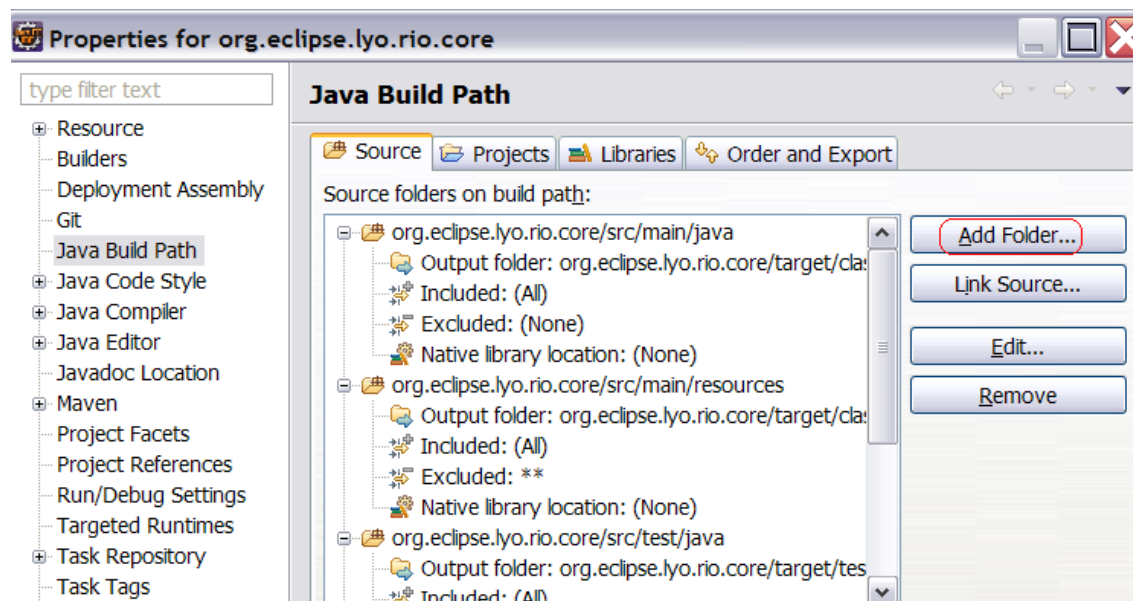 Properties for org.eclipse.lyo.rio.core
type filter text
Resource
Builders
Deployment Assembly
Git
Java Build Path
Java Code Style
Java Compiler
Java Editor
Javadoc Location
Maven
Project Facets
Project References
Run/Debug Settings
Targeted Runtimes
Task Repository
Task Tags
Java Build Path
Source Projects Libraries Order and Export
Source folders on build path:
org.eclipse.lyo.rio.core/src/main/java
Output folder: org.eclipse.lyo.rio.core/target/clas
Included: (All)
Excluded: (None)
Native library location: (None)
org.eclipse.lyo.rio.core/src/main/resources
Output folder: org.eclipse.lyo.rio.core/target/clas
Included: (All)
Excluded: **
Native library location: (None)
org.eclipse.lyo.rio.core/src/test/java
Output folder: org.eclipse.lyo.rio.core/target/tes
Included: (All)
Add Folder...
Link Source...
Edit...
Remove